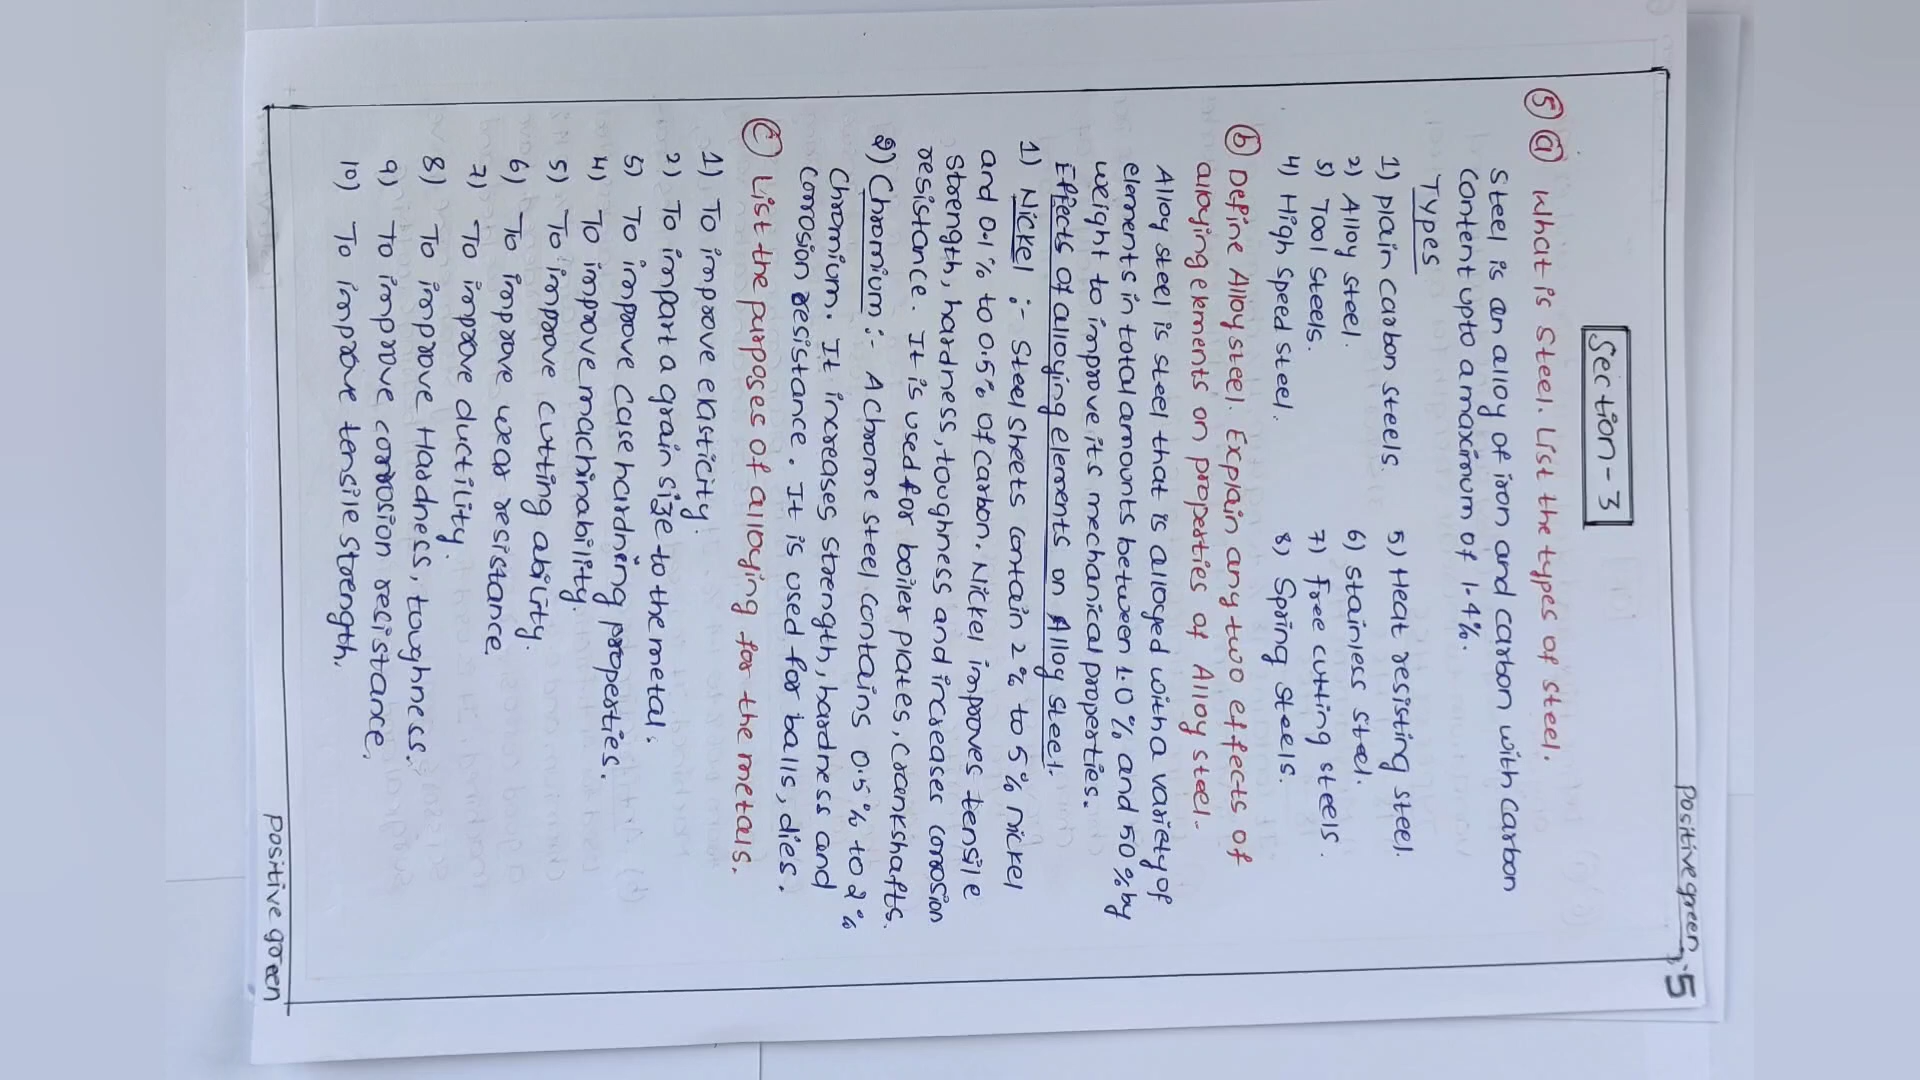 Positive green 5
Section-3
5 a What is Steel. List the types of steel.
Steel is an alloy of iron and carbon with carbon
content upto a maximum of 1.4%.
Types
1) plain carbon steels. 5) Heat resisting steel.
2) Alloy steel. 6) stainless steel.
3) Tool steels. 7) Free cutting steels.
4) High speed steel. 8) Spring steels.
b Define Alloy steel. Explain any two effects of
alloying elements on properties of Alloy steel.
Alloy steel is steel that is alloyed with a variety of
elements in total amounts between 1.0% and 50% by
weight to improve its mechanical properties.
Effects of alloying elements on Alloy steel.
1) Nickel :- Steel sheets contain 2% to 5% nickel
and 0.1% to 0.5% of carbon. Nickel improves tensile
strength, hardness, toughness and increases corrosion
resistance. It is used for boiler plates, crankshafts.
2) Chromium :- A chrome steel contains 0.5% to 2%
chromium. It increases strength, hardness and
corrosion resistance. It is used for balls, dies.
C List the purposes of alloying for the metals.
1) To improve elasticity.
2) To impart a grain size to the metal.
3) To improve case hardning properties.
4) To improve machinability.
5) To improve cutting ability.
6) To improve wear resistance
7) To improve ductility.
8) To improve Hardness, toughness.
9) To improve corrosion resistance.
10) To improve tensile strength.
positive green